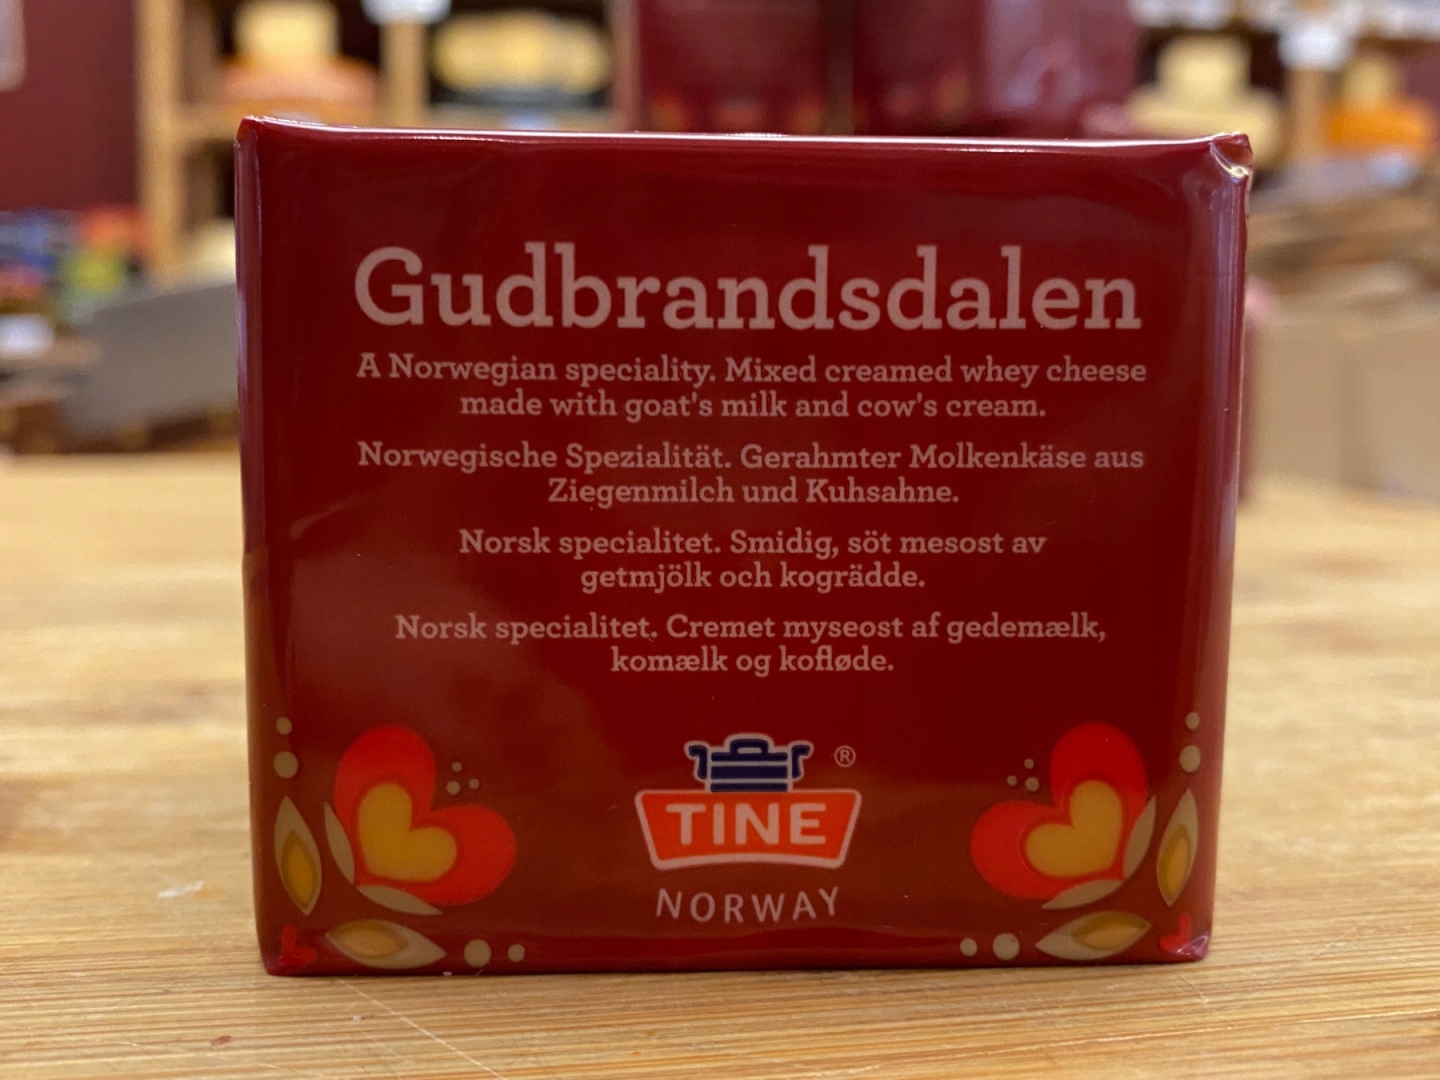 Gudbrandsdalen
A Norwegian speciality. Mixed creamed whey cheese
made with goat's milk and cow's cream.
Norwegische Spezialität. Gerahmter Molkenkäse aus
Ziegenmilch und Kuhsahne.
Norsk specialitet. Smidig, söt mesost av
getmjölk och kogrädde.
Norsk specialitet. Cremet myseost af gedemælk,
komælk og kofløde.
®
TINE
NORWAY